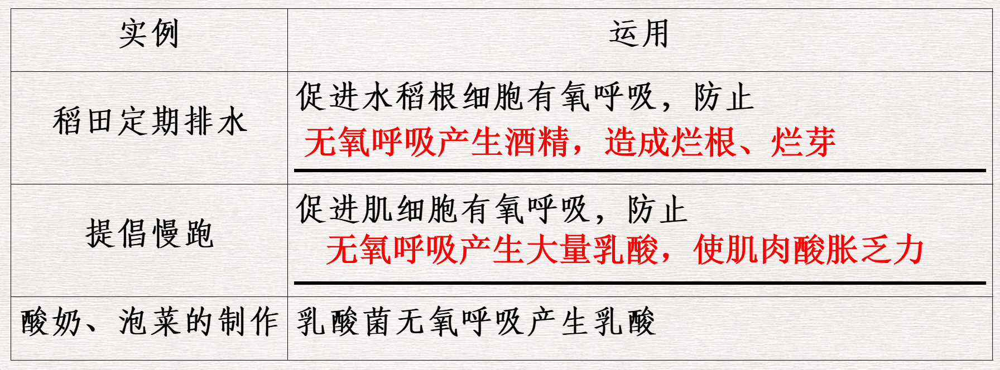 实例
运用
稻田定期排水
促进水稻根细胞有氧呼吸，防止
无氧呼吸产生酒精，造成烂根、烂芽
提倡慢跑
促进肌细胞有氧呼吸，防止
无氧呼吸产生大量乳酸，使肌肉酸胀乏力
酸奶、泡菜的制作
乳酸菌无氧呼吸产生乳酸